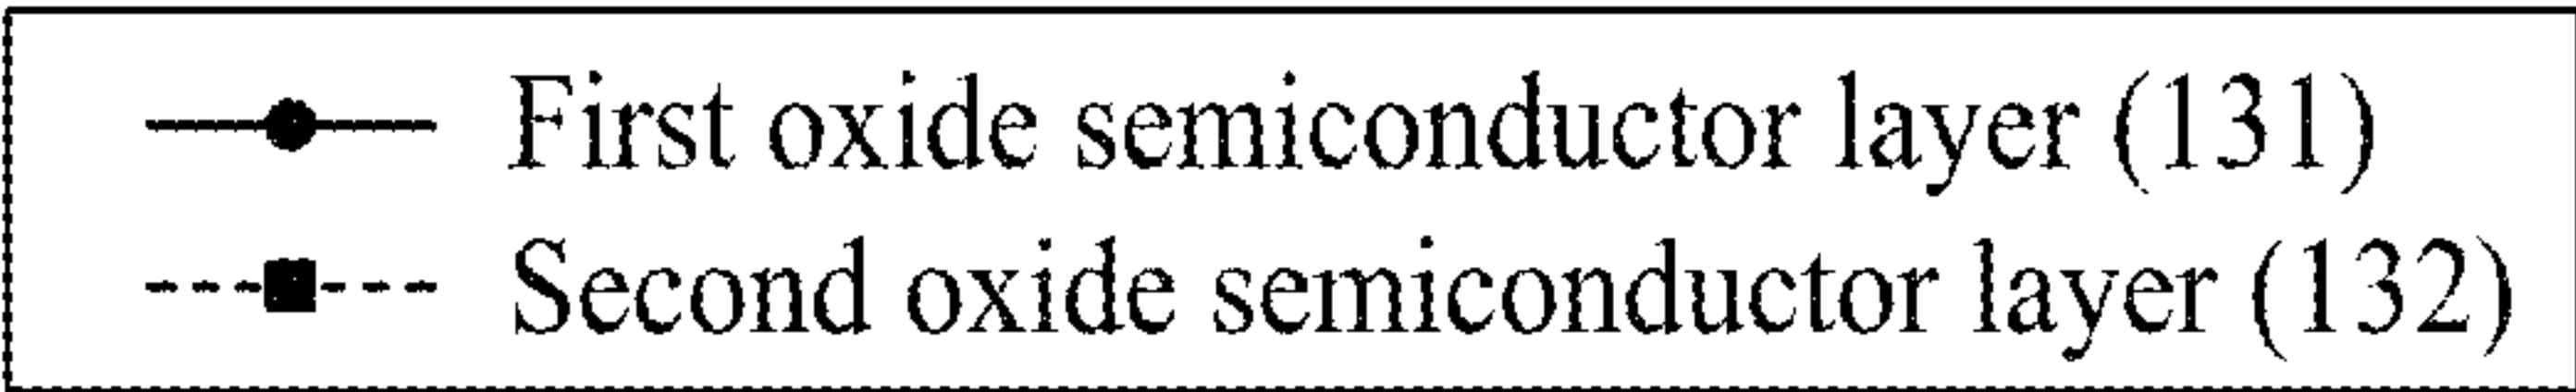 First oxide semiconductor layer (131)
Second oxide semiconductor layer (132)